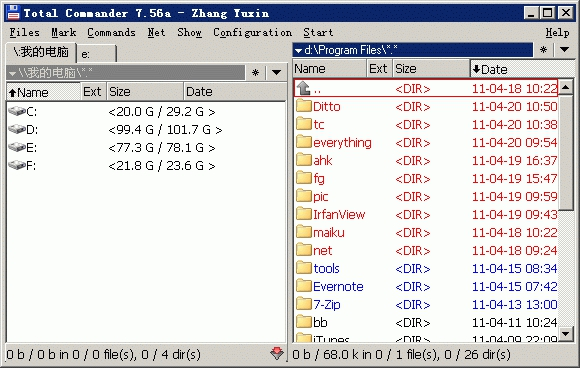 Total Commander 7.56a - Zhang Yuxin
Files Mark Commands Net Show Configuration Start
\:我的电脑 e:
\\我的电脑\*.* * ▼
Name Ext Size Date
C: <20.0 G / 29.2 G >
D: <99.4 G / 101.7 G >
E: <77.3 G / 78.1 G >
F: <21.8 G / 23.6 G >
0 b / 0 b in 0 / 0 file(s), 0 / 4 dir(s)
d:\Program Files\*.* * ▼
Name Ext Size Date
.. <DIR> 11-04-18 10:22
Ditto <DIR> 11-04-20 10:50
tc <DIR> 11-04-20 10:38
everything <DIR> 11-04-20 09:54
ahk <DIR> 11-04-19 16:37
fg <DIR> 11-04-19 15:47
pic <DIR> 11-04-19 09:59
IrfanView <DIR> 11-04-19 09:43
maiku <DIR> 11-04-18 10:22
net <DIR> 11-04-18 09:24
tools <DIR> 11-04-15 08:34
Evernote <DIR> 11-04-15 07:42
7-Zip <DIR> 11-04-13 13:00
bb <DIR> 11-04-11 10:24
iTunes <DIR> 11-04-09 22:09
0 b / 68.0 k in 0 / 1 file(s), 0 / 26 dir(s)